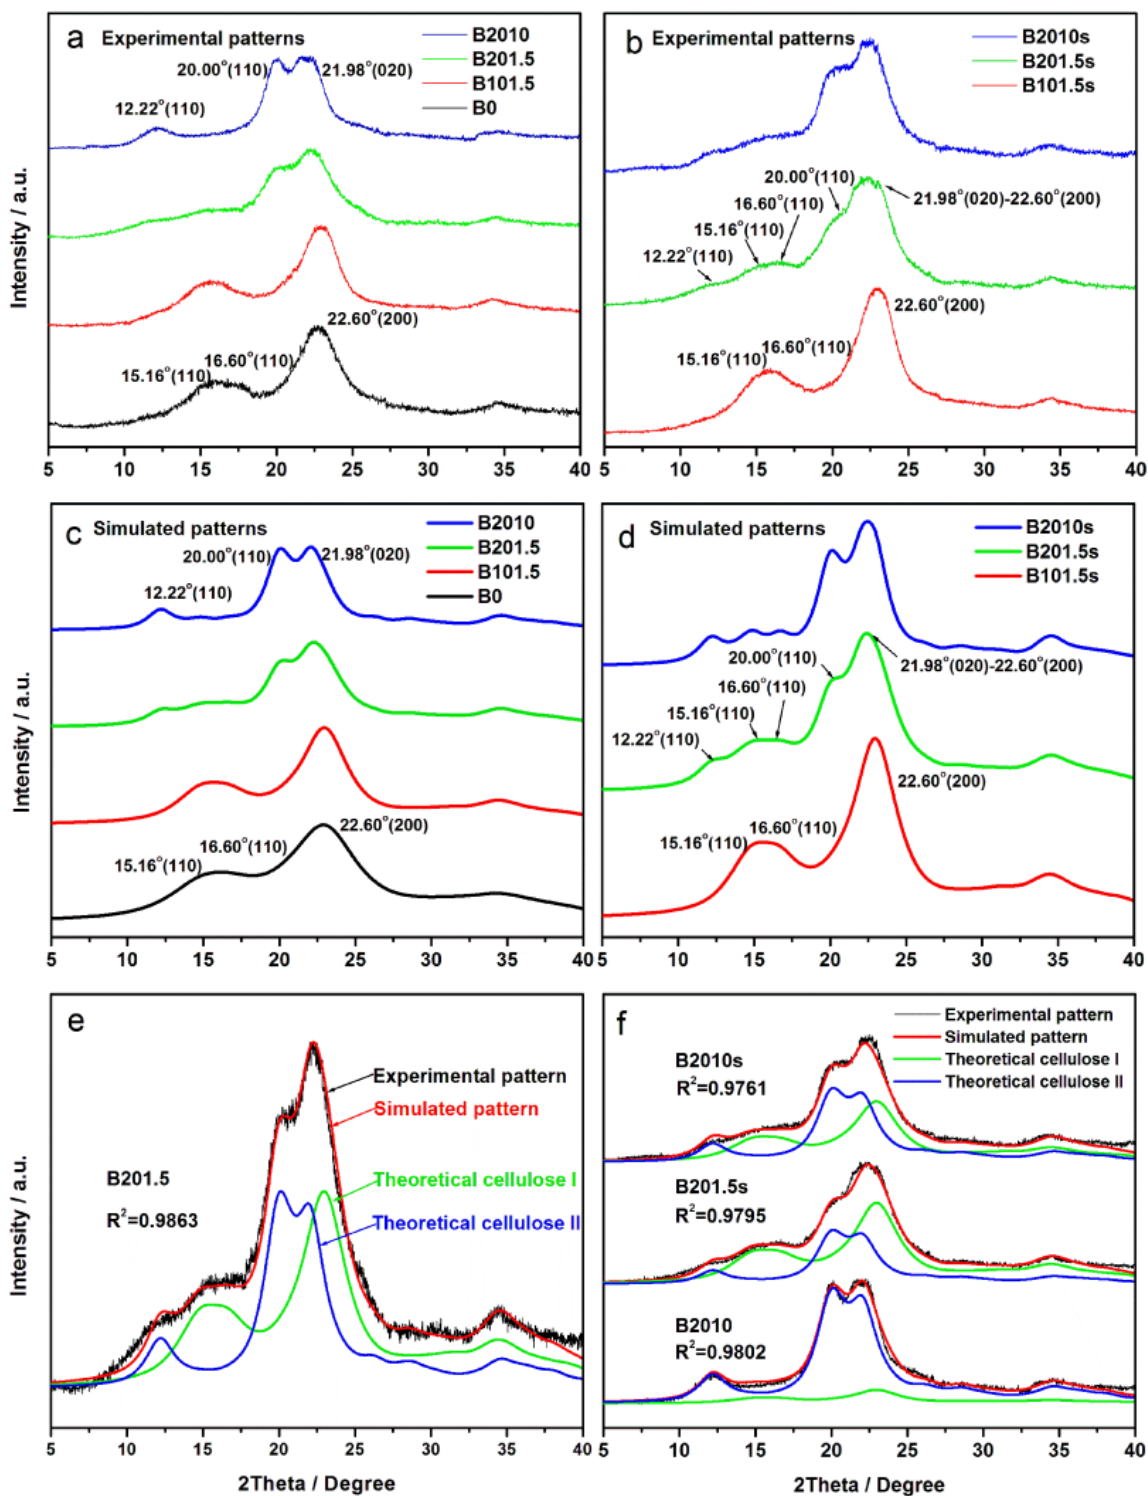 a
Experimental patterns
B2010
B201.5
B101.5
B0
20.00°(110)
21.98°(020)
12.22°(110)
22.60°(200)
16.60°(110)
15.16°(110)
5 10 15 20 25 30 35 40
Intensity / a.u.
b
Experimental patterns
B2010s
B201.5s
B101.5s
20.00°(110)
21.98°(020)-22.60°(200)
16.60°(110)
15.16°(110)
12.22°(110)
22.60°(200)
16.60°(110)
15.16°(110)
5 10 15 20 25 30 35 40
c
Simulated patterns
B2010
B201.5
B101.5
B0
20.00°(110)
21.98°(020)
12.22°(110)
22.60°(200)
16.60°(110)
15.16°(110)
5 10 15 20 25 30 35 40
Intensity / a.u.
d
Simulated patterns
B2010s
B201.5s
B101.5s
20.00°(110)
21.98°(020)-22.60°(200)
16.60°(110)
15.16°(110)
12.22°(110)
22.60°(200)
16.60°(110)
15.16°(110)
5 10 15 20 25 30 35 40
e
Experimental pattern
Simulated pattern
Theoretical cellulose I
Theoretical cellulose II
B201.5
R²=0.9863
5 10 15 20 25 30 35 40
2Theta / Degree
Intensity / a.u.
f
Experimental pattern
Simulated pattern
Theoretical cellulose I
Theoretical cellulose II
B2010s
R²=0.9761
B201.5s
R²=0.9795
B2010
R²=0.9802
5 10 15 20 25 30 35 40
2Theta / Degree